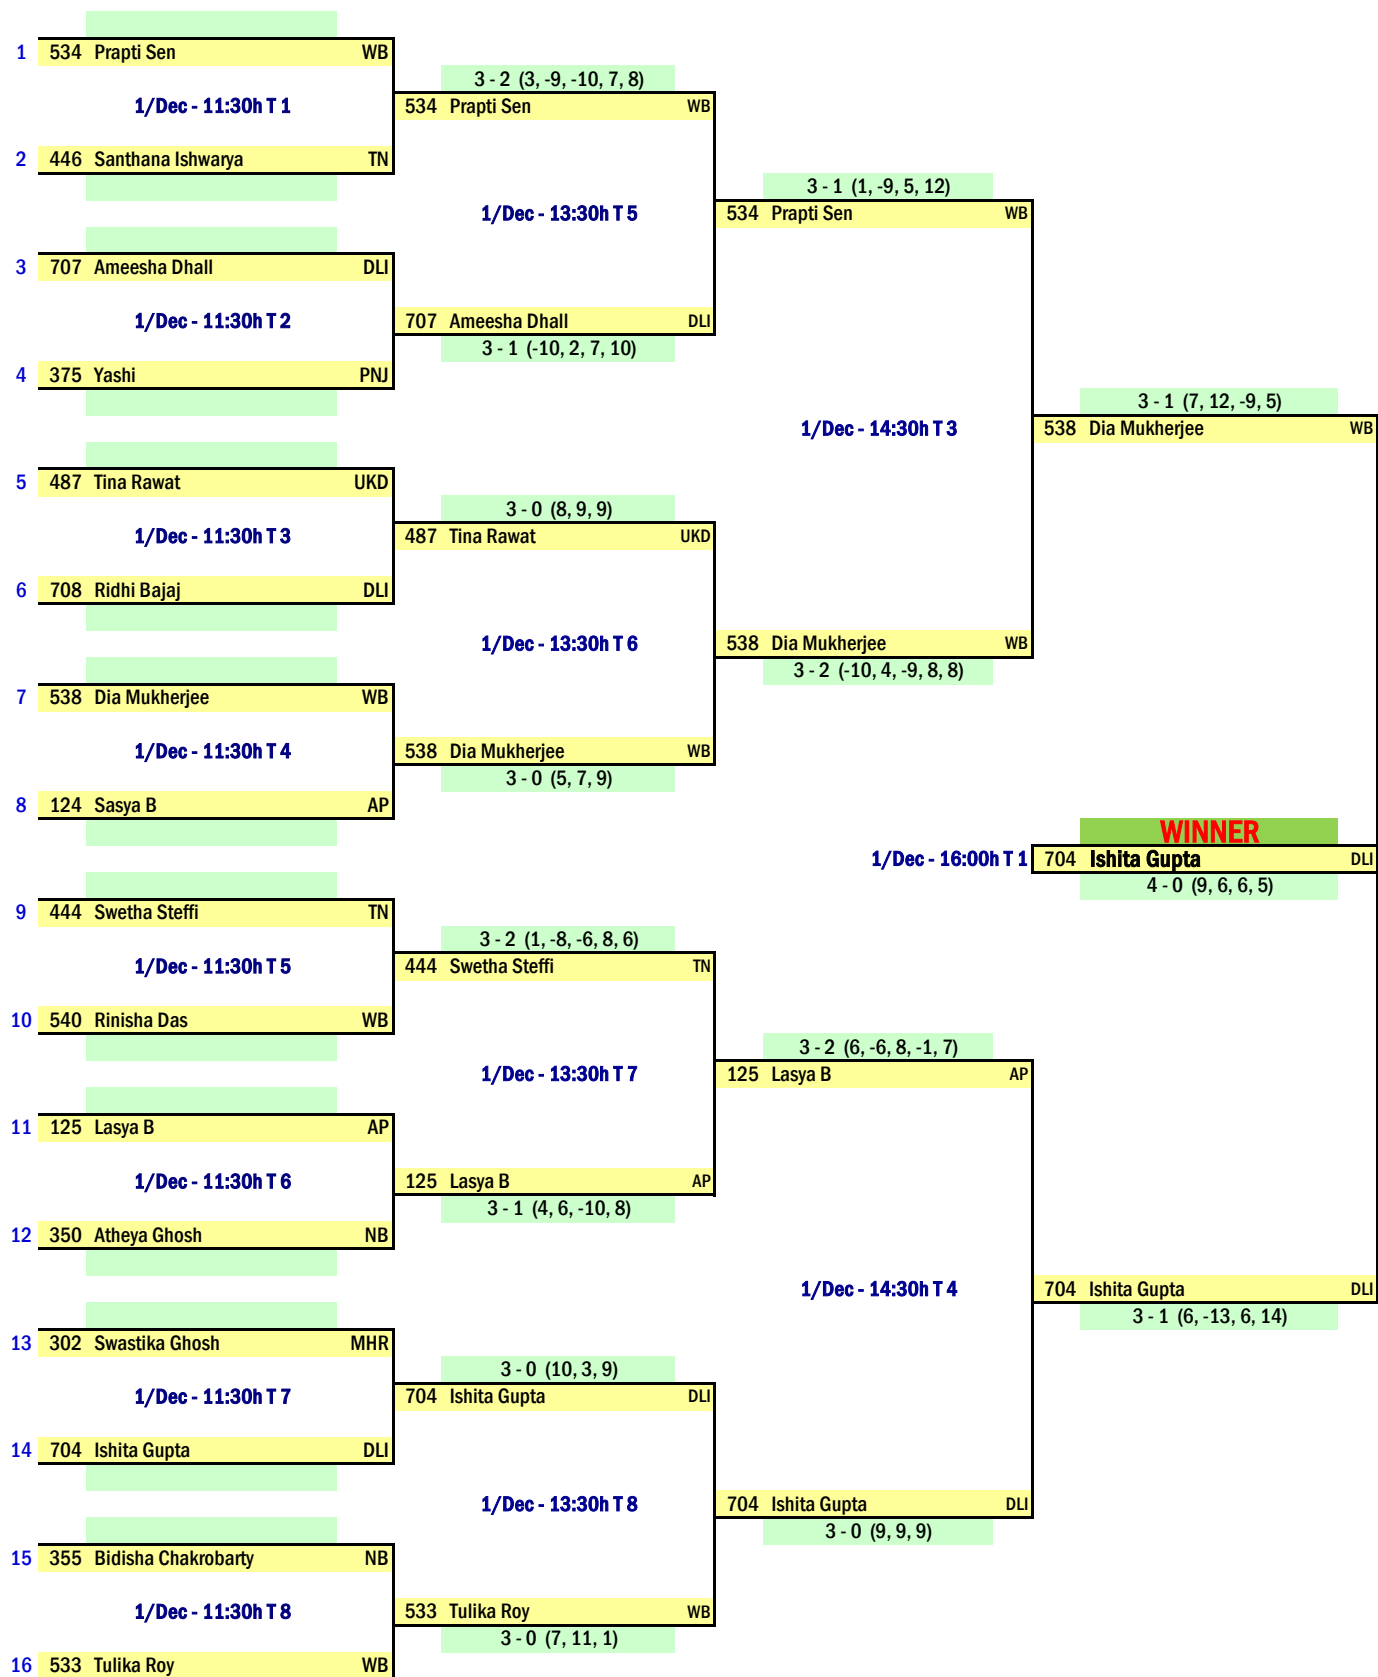 1 534 Prapti Sen WB
3 - 2 (3, -9, -10, 7, 8)
1/Dec - 11:30h T 1 534 Prapti Sen WB
2 446 Santhana Ishwarya TN
3 - 1 (1, -9, 5, 12)
1/Dec - 13:30h T 5 534 Prapti Sen WB
3 707 Ameesha Dhall DLI
1/Dec - 11:30h T 2 707 Ameesha Dhall DLI
3 - 1 (-10, 2, 7, 10)
4 375 Yashi PNJ
3 - 1 (7, 12, -9, 5)
1/Dec - 14:30h T 3 538 Dia Mukherjee WB
5 487 Tina Rawat UKD
3 - 0 (8, 9, 9)
1/Dec - 11:30h T 3 487 Tina Rawat UKD
6 708 Ridhi Bajaj DLI
1/Dec - 13:30h T 6 538 Dia Mukherjee WB
3 - 2 (-10, 4, -9, 8, 8)
7 538 Dia Mukherjee WB
1/Dec - 11:30h T 4 538 Dia Mukherjee WB
3 - 0 (5, 7, 9)
8 124 Sasya B AP
WINNER
1/Dec - 16:00h T 1 704 Ishita Gupta DLI
4 - 0 (9, 6, 6, 5)
9 444 Swetha Steffi TN
3 - 2 (1, -8, -6, 8, 6)
1/Dec - 11:30h T 5 444 Swetha Steffi TN
10 540 Rinisha Das WB
3 - 2 (6, -6, 8, -1, 7)
1/Dec - 13:30h T 7 125 Lasya B AP
11 125 Lasya B AP
1/Dec - 11:30h T 6 125 Lasya B AP
3 - 1 (4, 6, -10, 8)
12 350 Atheya Ghosh NB
1/Dec - 14:30h T 4 704 Ishita Gupta DLI
3 - 1 (6, -13, 6, 14)
13 302 Swastika Ghosh MHR
3 - 0 (10, 3, 9)
1/Dec - 11:30h T 7 704 Ishita Gupta DLI
14 704 Ishita Gupta DLI
1/Dec - 13:30h T 8 704 Ishita Gupta DLI
3 - 0 (9, 9, 9)
15 355 Bidisha Chakrobarty NB
1/Dec - 11:30h T 8 533 Tulika Roy WB
3 - 0 (7, 11, 1)
16 533 Tulika Roy WB